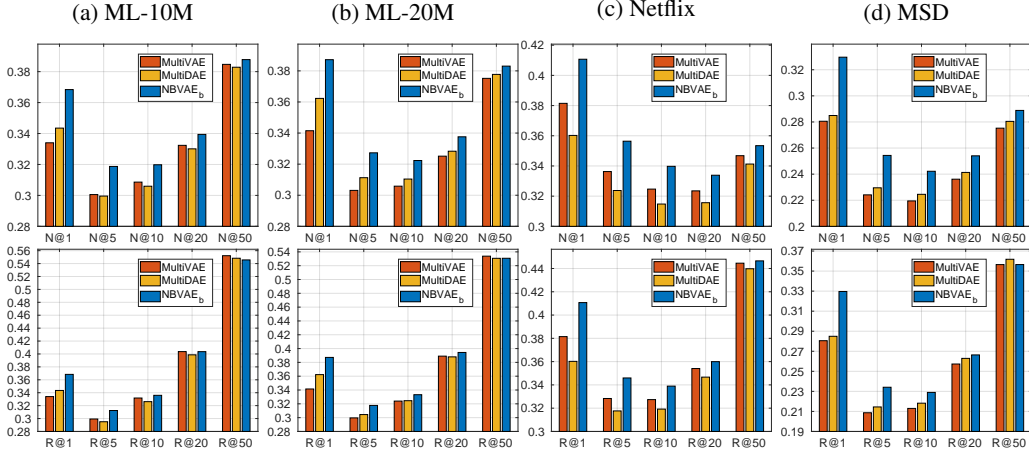 (a) ML-10M
(b) ML-20M
(c) Netflix
(d) MSD
0.38
0.36
0.34
0.32
0.3
0.28
MultiVAE
MultiDAE
NBVAE_b
N@1 N@5 N@10 N@20 N@50
0.38
0.36
0.34
0.32
0.3
0.28
MultiVAE
MultiDAE
NBVAE_b
N@1 N@5 N@10 N@20 N@50
0.42
0.4
0.38
0.36
0.34
0.32
0.3
MultiVAE
MultiDAE
NBVAE_b
N@1 N@5 N@10 N@20 N@50
0.32
0.3
0.28
0.26
0.24
0.22
0.2
MultiVAE
MultiDAE
NBVAE_b
N@1 N@5 N@10 N@20 N@50
0.56
0.54
0.52
0.5
0.48
0.46
0.44
0.42
0.4
0.38
0.36
0.34
0.32
0.3
0.28
MultiVAE
MultiDAE
NBVAE_b
R@1 R@5 R@10 R@20 R@50
0.54
0.52
0.5
0.48
0.46
0.44
0.42
0.4
0.38
0.36
0.34
0.32
0.3
0.28
MultiVAE
MultiDAE
NBVAE_b
R@1 R@5 R@10 R@20 R@50
0.44
0.42
0.4
0.38
0.36
0.34
0.32
0.3
MultiVAE
MultiDAE
NBVAE_b
R@1 R@5 R@10 R@20 R@50
0.37
0.35
0.33
0.31
0.29
0.27
0.25
0.23
0.21
0.19
MultiVAE
MultiDAE
NBVAE_b
R@1 R@5 R@10 R@20 R@50